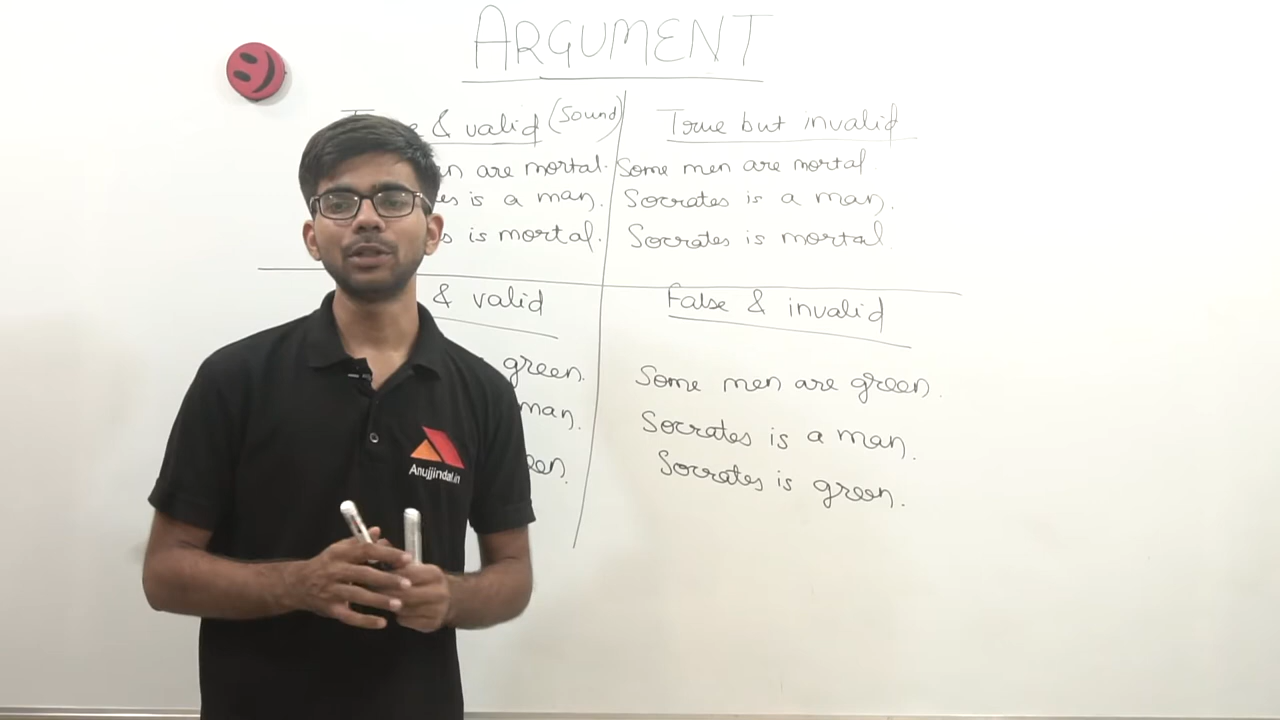 ARGUMENT
& valid (Sound)
are mortal.
is a man.
is mortal.
True but invalid
Some men are mortal
Socrates is a man.
Socrates is mortal
& valid
green.
man.
False & invalid
Some men are green.
Socrates is a man.
Socrates is green.
Anujjindal.in